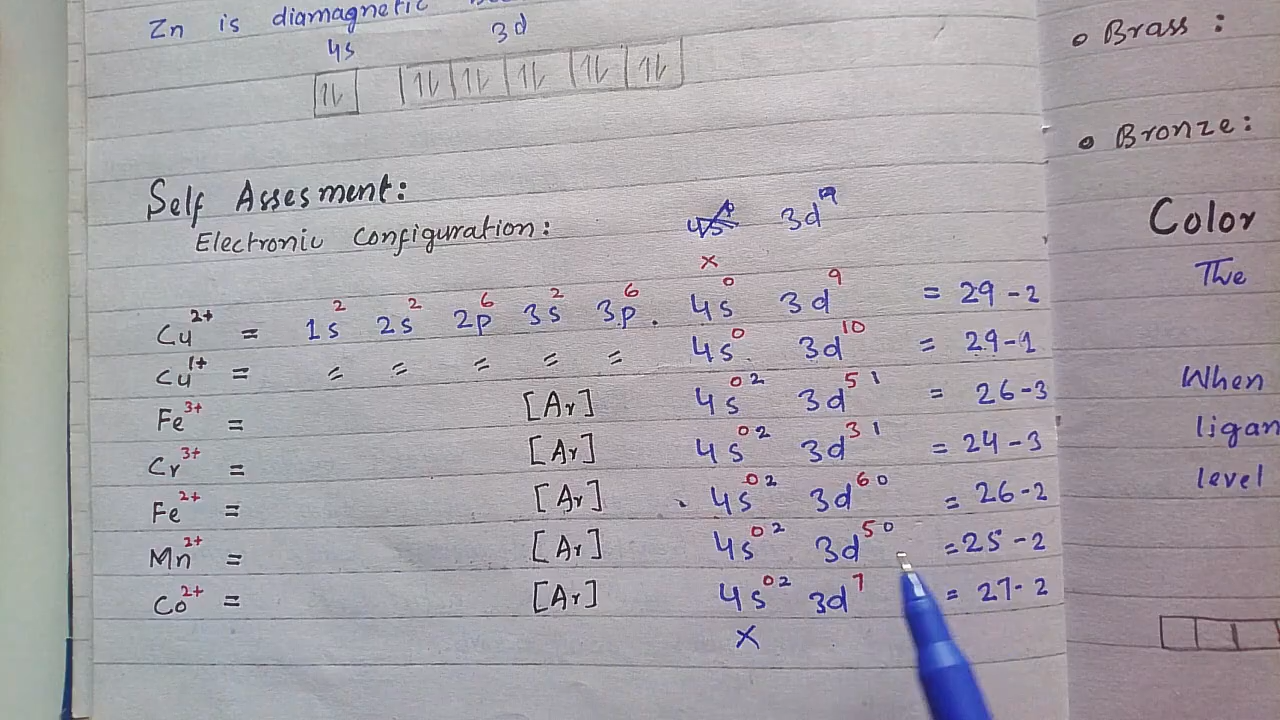 Zn is diamagnetic
4s 3d
Self Assesment:
Electronic Configuration: 3d⁹
×
Cu²⁺ = 1s² 2s² 2p⁶ 3s² 3p⁶ . 4s⁰ 3d⁹ = 29-2
Cu¹⁺ = = = = = = 4s⁰ 3d¹⁰ = 29-1
Fe³⁺ = [Ar] 4s⁰ ² 3d⁵ ¹ = 26-3
Cr³⁺ = [Ar] 4s⁰ ² 3d³ ¹ = 24-3
Fe²⁺ = [Ar] . 4s⁰ ² 3d⁶ ⁰ = 26-2
Mn²⁺ = [Ar] 4s⁰ ² 3d⁵ ⁰ = 25-2
Co²⁺ = [Ar] 4s⁰ ² 3d⁷ = 27-2
×
• Brass :
• Bronze:
Color
The
When
ligan
level